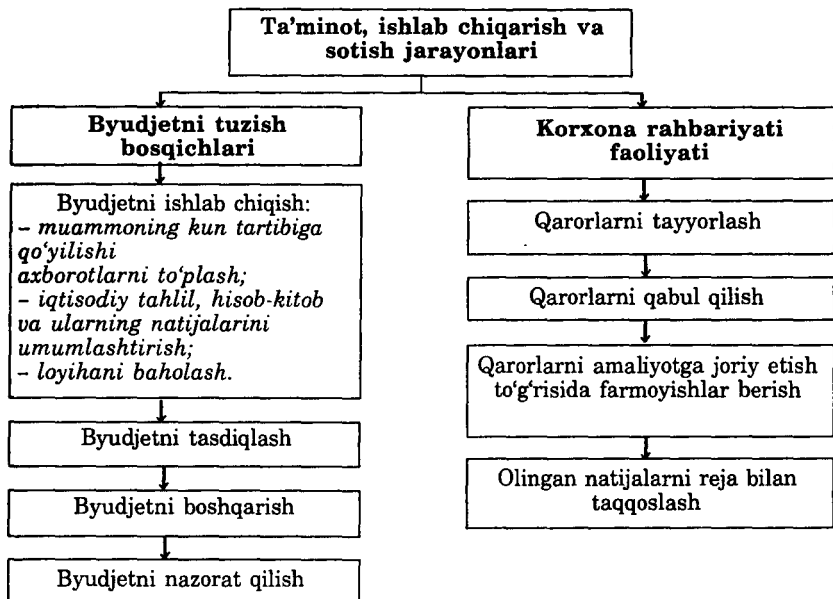 Ta'minot, ishlab chiqarish va
sotish jarayonlari
Byudjetni tuzish
bosqichlari
Byudjetni ishlab chiqish:
– muammoning kun tartibiga
qo‘yilishi
axborotlarni to‘plash;
– iqtisodiy tahlil, hisob-kitob
va ularning natijalarini
umumlashtirish;
– loyihani baholash.
Byudjetni tasdiqlash
Byudjetni boshqarish
Byudjetni nazorat qilish
Korxona rahbariyati
faoliyati
Qarorlarni tayyorlash
Qarorlarni qabul qilish
Qarorlarni amaliyotga joriy etish
to‘g‘risida farmoyishlar berish
Olingan natijalarni reja bilan
taqqoslash